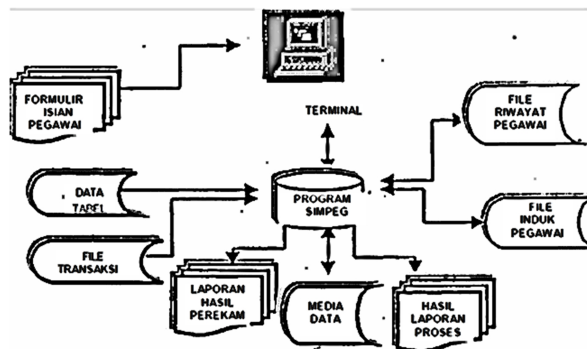 FORMULIR
ISIAN
PEGAWAI
TERMINAL
FILE
RIWAYAT
PEGAWAI
DATA
TABEL
PROGRAM
SIMPEG
FILE
INDUK
PEGAWAI
FILE
TRANSAKSI
LAPORAN
HASIL
PEREKAM
MEDIA
DATA
HASIL
LAPORAN
PROSES